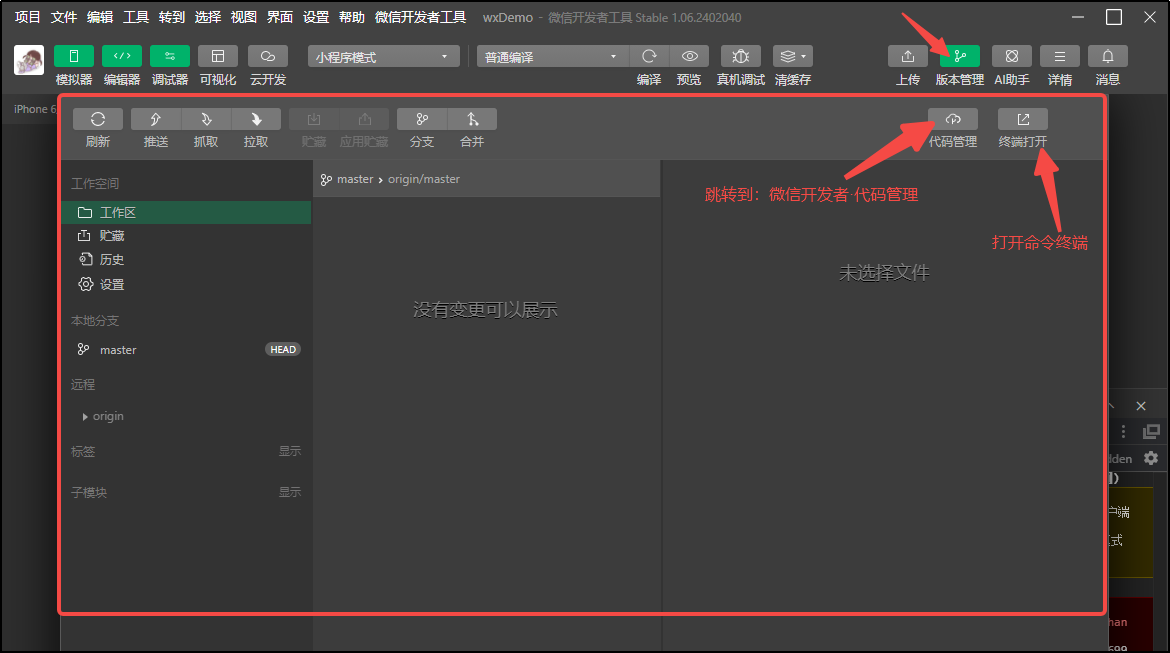 项目 文件 编辑 工具 转到 选择 视图 界面 设置 帮助 微信开发者工具 wxDemo - 微信开发者工具 Stable 1.06.2402040
小程序模式 普通编译
模拟器 编辑器 调试器 可视化 云开发 编译 预览 真机调试 清缓存 上传 版本管理 AI助手 详情 消息
iPhone 6
刷新 推送 抓取 拉取 贮藏 应用贮藏 分支 合并 代码管理 终端打开
工作空间
master › origin/master
跳转到：微信开发者·代码管理
工作区
贮藏
打开命令终端
历史
未选择文件
设置
没有变更可以展示
本地分支
master HEAD
远程
origin
标签 显示
dden
子模块 显示
户端
式
han
699